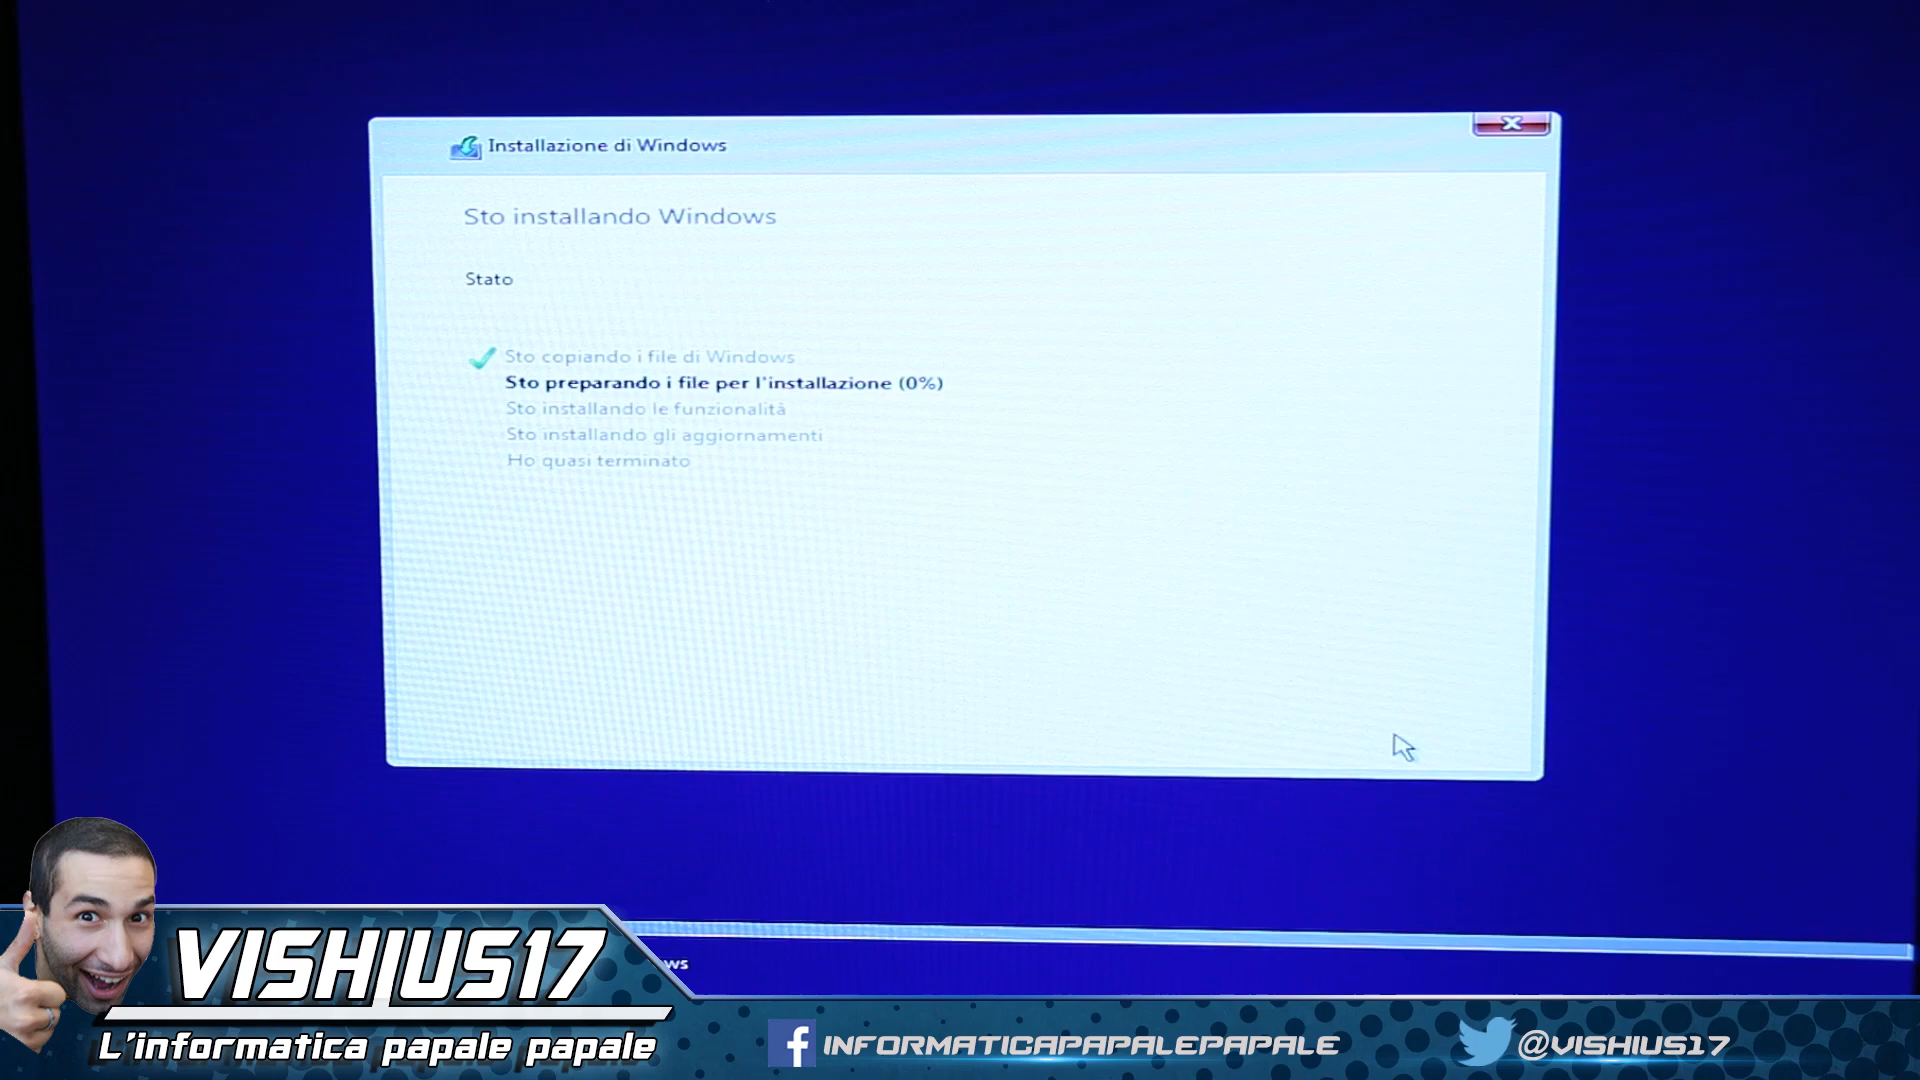 Installazione di Windows
Sto installando Windows
Stato
Sto copiando i file di Windows
Sto preparando i file per l'installazione (0%)
Sto installando le funzionalità
Sto installando gli aggiornamenti
Ho quasi terminato
ws
VISHIUS17
L'informatica papale papale
f INFORMATICAPAPALEPAPALE
@VISHIUS17